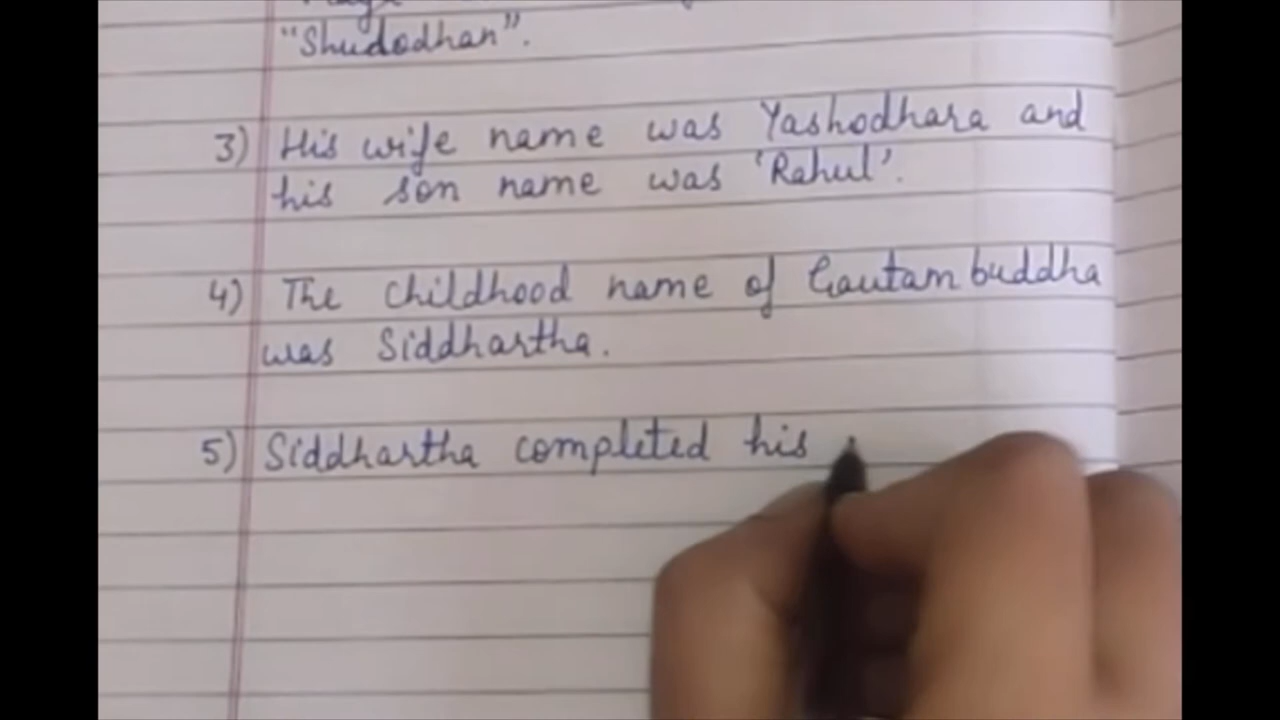 "Shudodhan".
3) His wife name was Yashodhara and
his son name was 'Rahul'.
4) The childhood name of Gautam buddha
was Siddhartha.
5) Siddhartha completed his